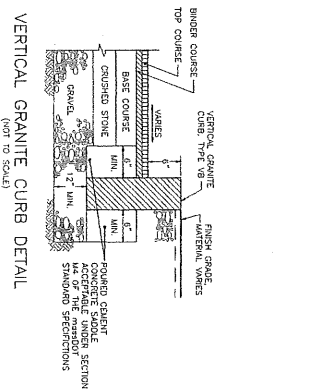 BINDER COURSE
TOP COURSE
VERTICAL GRANITE
CURB, TYPE VB
FINISH GRADE,
MATERIAL VARIES
VARIES
6"
BASE COURSE
CRUSHED STONE
GRAVEL
6"
MIN.
6"
MIN.
12" MIN.
POURED CEMENT
CONCRETE SADDLE
ACCEPTABLE UNDER SECTION
M4 OF THE massDOT
STANDARD SPECIFICTIONS
VERTICAL GRANITE CURB DETAIL
(NOT TO SCALE)